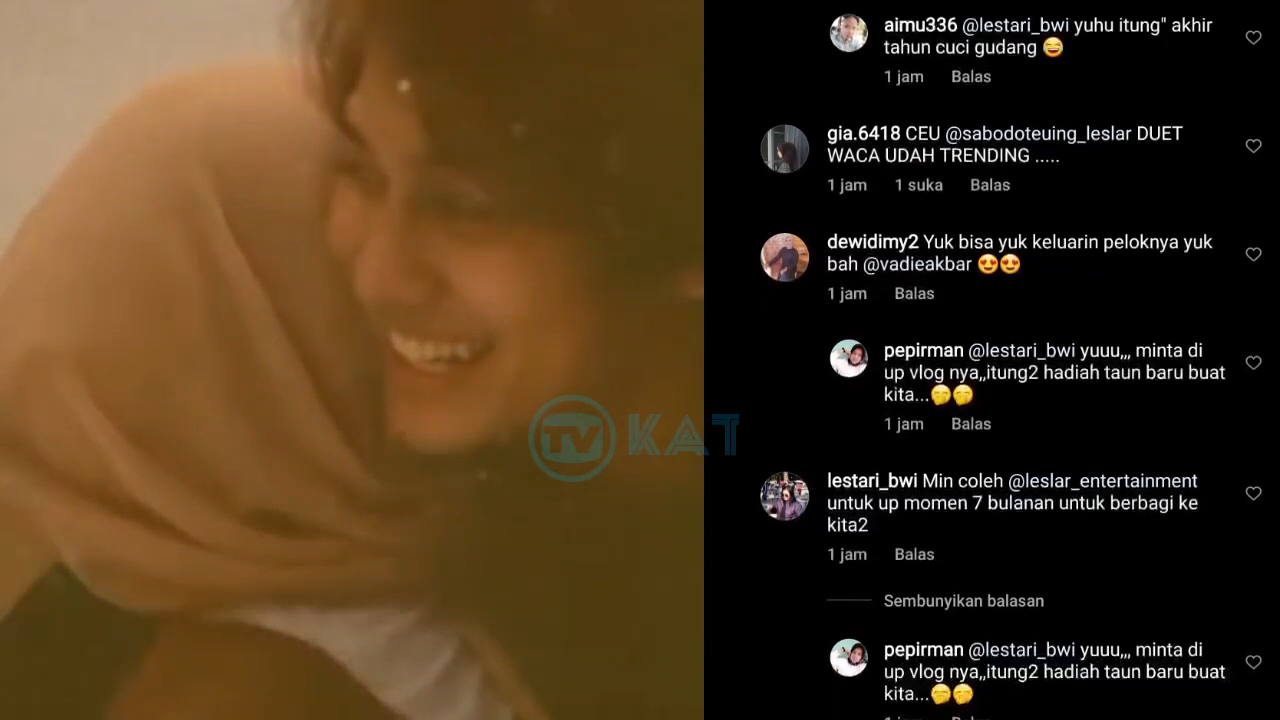 aimu336 @lestari_bwi yuhu itung" akhir
tahun cuci gudang 😅
1 jam Balas
gia.6418 CEU @sabodoteuing_leslar DUET
WACA UDAH TRENDING .....
1 jam 1 suka Balas
dewidimy2 Yuk bisa yuk keluarin peloknya yuk
bah @vadieakbar 😍😍
1 jam Balas
pepirman @lestari_bwi yuuu,,, minta di
up vlog nya,,itung2 hadiah taun baru buat
kita...🤭🤭
1 jam Balas
TV KAT
lestari_bwi Min coleh @leslar_entertainment
untuk up momen 7 bulanan untuk berbagi ke
kita2
1 jam Balas
Sembunyikan balasan
pepirman @lestari_bwi yuuu,,, minta di
up vlog nya,,itung2 hadiah taun baru buat
kita...🤭🤭